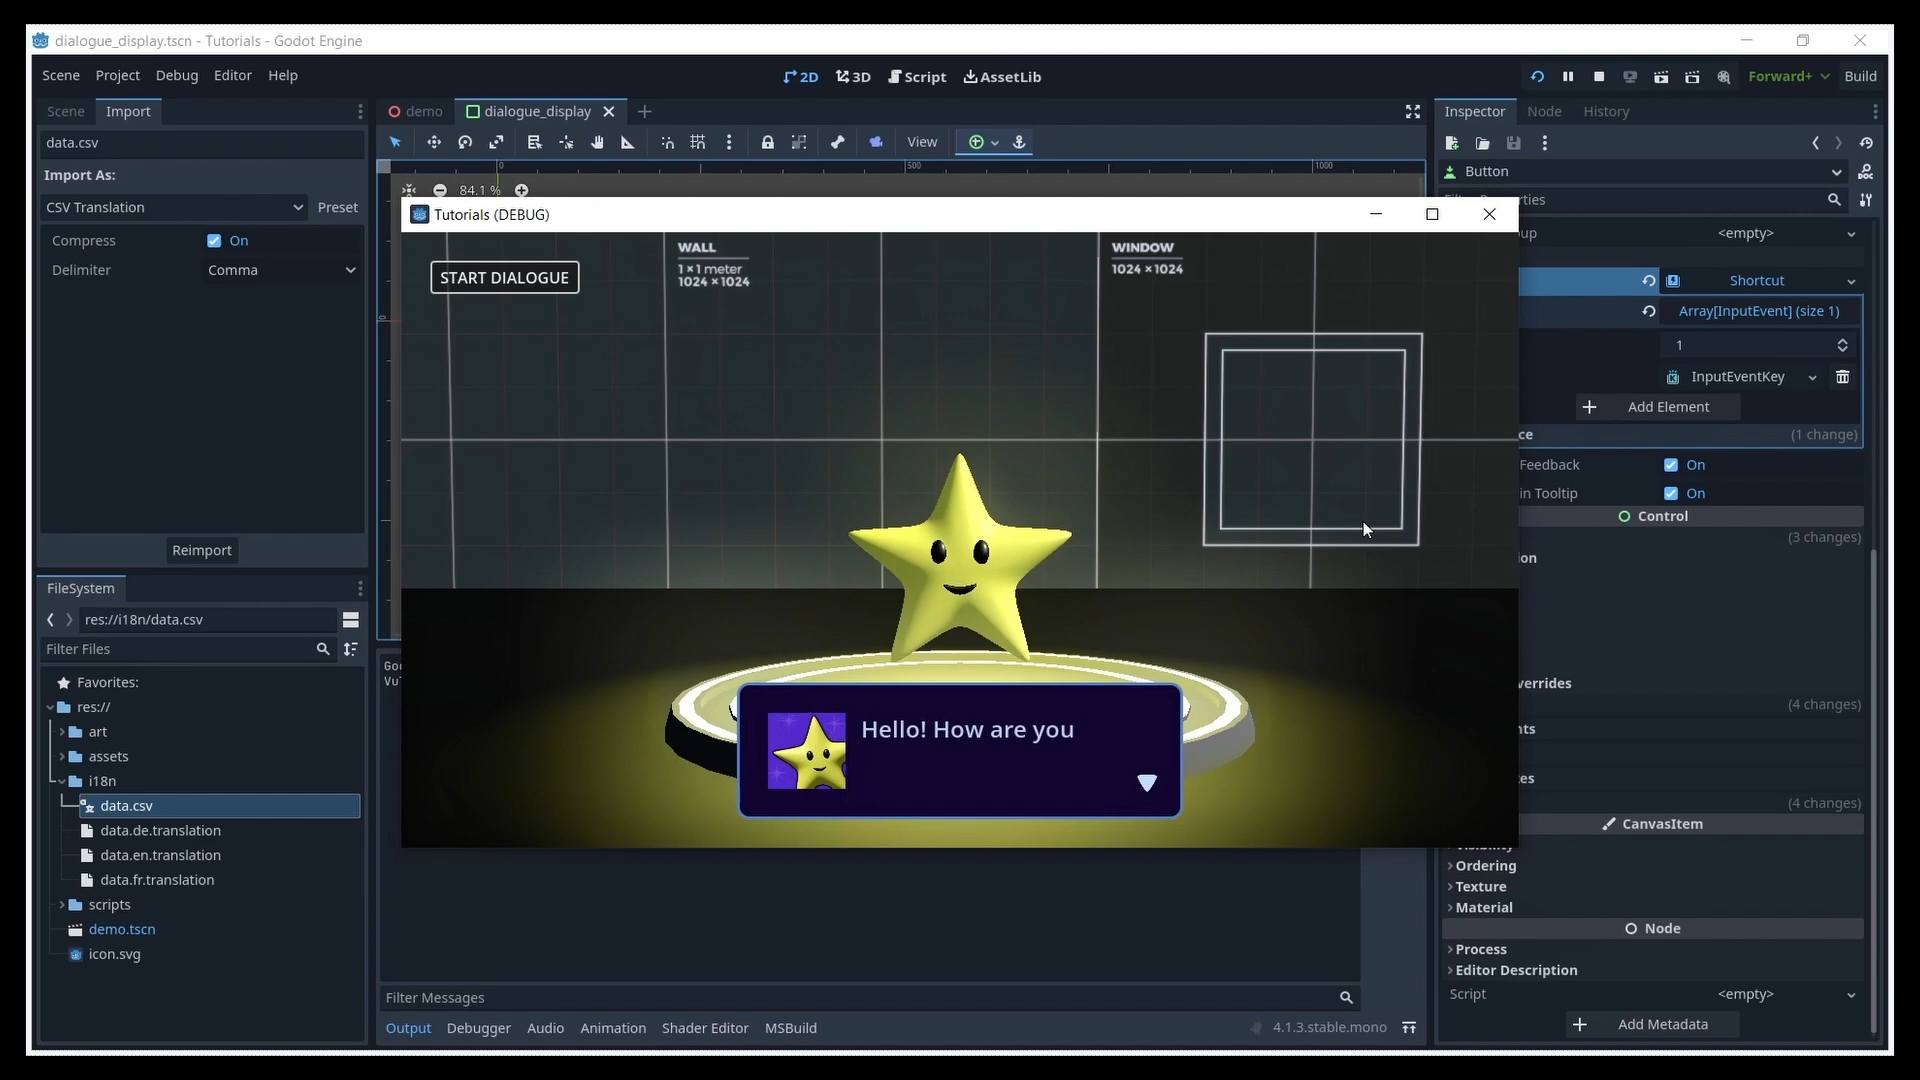 dialogue_display.tscn - Tutorials - Godot Engine
Scene Project Debug Editor Help
2D 3D Script AssetLib
Forward+ Build
Scene Import
data.csv
Import As:
CSV Translation Preset
Compress On
Delimiter Comma
Reimport
FileSystem
res://i18n/data.csv
Filter Files
Favorites:
res://
art
assets
i18n
data.csv
data.de.translation
data.en.translation
data.fr.translation
scripts
demo.tscn
icon.svg
demo dialogue_display
View
0 500 1000
84.1 %
0
Tutorials (DEBUG)
START DIALOGUE
WALL
1×1 meter
1024×1024
WINDOW
1024×1024
Hello! How are you
Filter Messages
Output Debugger Audio Animation Shader Editor MSBuild
4.1.3.stable.mono
Inspector Node History
Button
<empty>
Shortcut
Array[InputEvent] (size 1)
1
InputEventKey
Add Element
(1 change)
Feedback On
in Tooltip On
Control
(3 changes)
(4 changes)
(4 changes)
CanvasItem
Ordering
Texture
Material
Node
Process
Editor Description
Script <empty>
Add Metadata